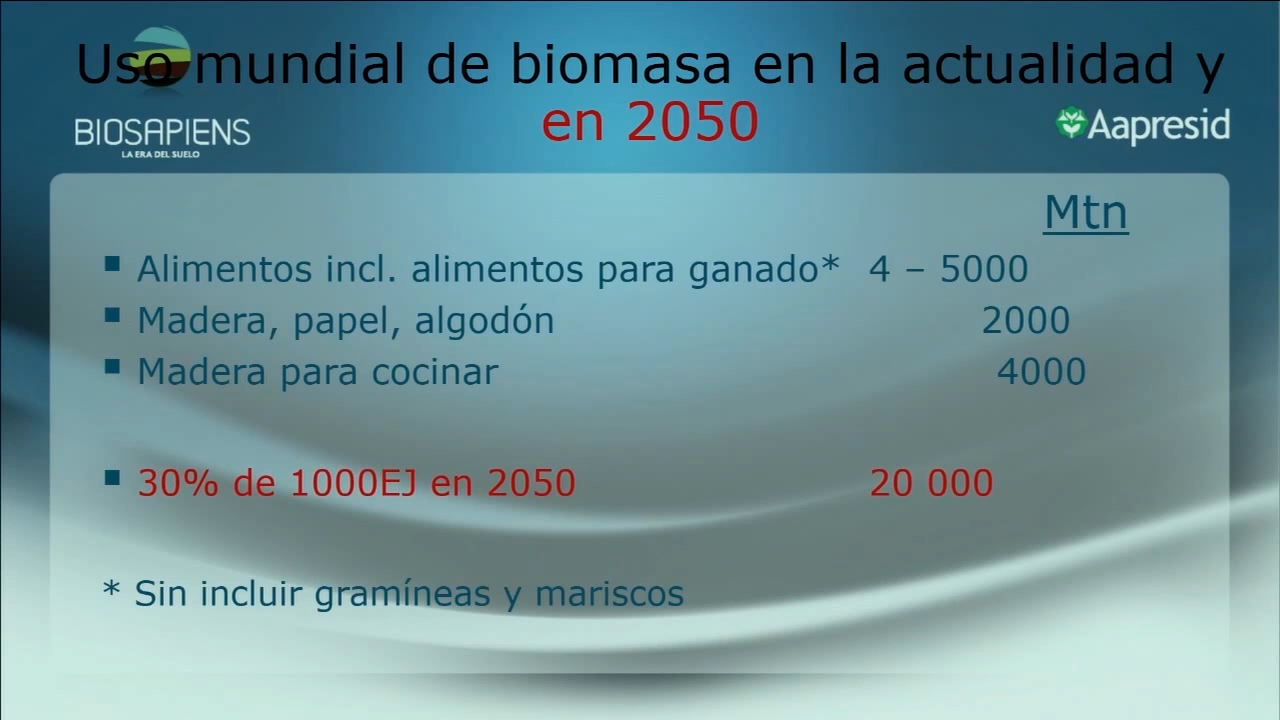 Uso mundial de biomasa en la actualidad y
en 2050
BIOSAPIENS
LA ERA DEL SUELO
Aapresid
Mtn
▪ Alimentos incl. alimentos para ganado* 4 – 5000
▪ Madera, papel, algodón 2000
▪ Madera para cocinar 4000
▪ 30% de 1000EJ en 2050 20 000
* Sin incluir gramíneas y mariscos